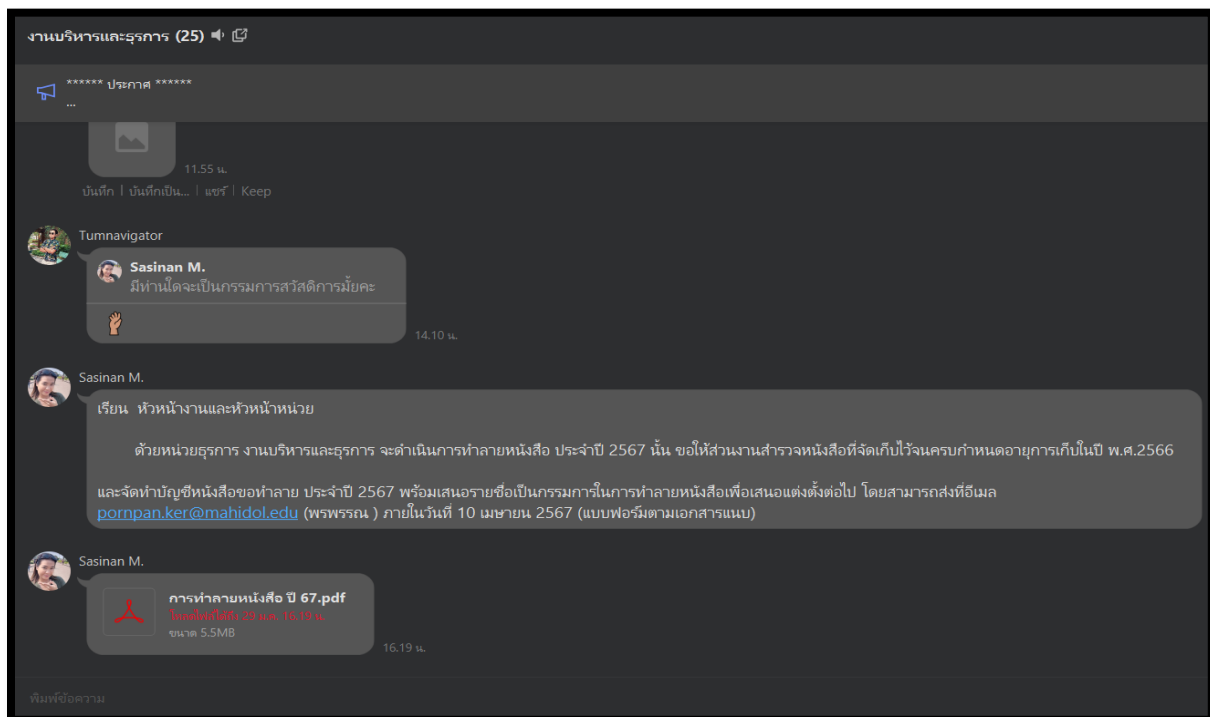 งานบริหารและธุรการ (25)
****** ประกาศ ******
...
11.55 น.
บันทึก | บันทึกเป็น... | แชร์ | Keep
Tumnavigator
Sasinan M.
มีท่านใดจะเป็นกรรมการสวัสดิการมั้ยคะ
14.10 น.
Sasinan M.
เรียน หัวหน้างานและหัวหน้าหน่วย
ด้วยหน่วยธุรการ งานบริหารและธุรการ จะดำเนินการทำลายหนังสือ ประจำปี 2567 นั้น ขอให้ส่วนงานสำรวจหนังสือที่จัดเก็บไว้จนครบกำหนดอายุการเก็บในปี พ.ศ.2566
และจัดทำบัญชีหนังสือขอทำลาย ประจำปี 2567 พร้อมเสนอรายชื่อเป็นกรรมการในการทำลายหนังสือเพื่อเสนอแต่งตั้งต่อไป โดยสามารถส่งที่อีเมล
pornpan.ker@mahidol.edu (พรพรรณ ) ภายในวันที่ 10 เมษายน 2567 (แบบฟอร์มตามเอกสารแนบ)
Sasinan M.
การทำลายหนังสือ ปี 67.pdf
ขนาด 5.5MB
16.19 น.
พิมพ์ข้อความ